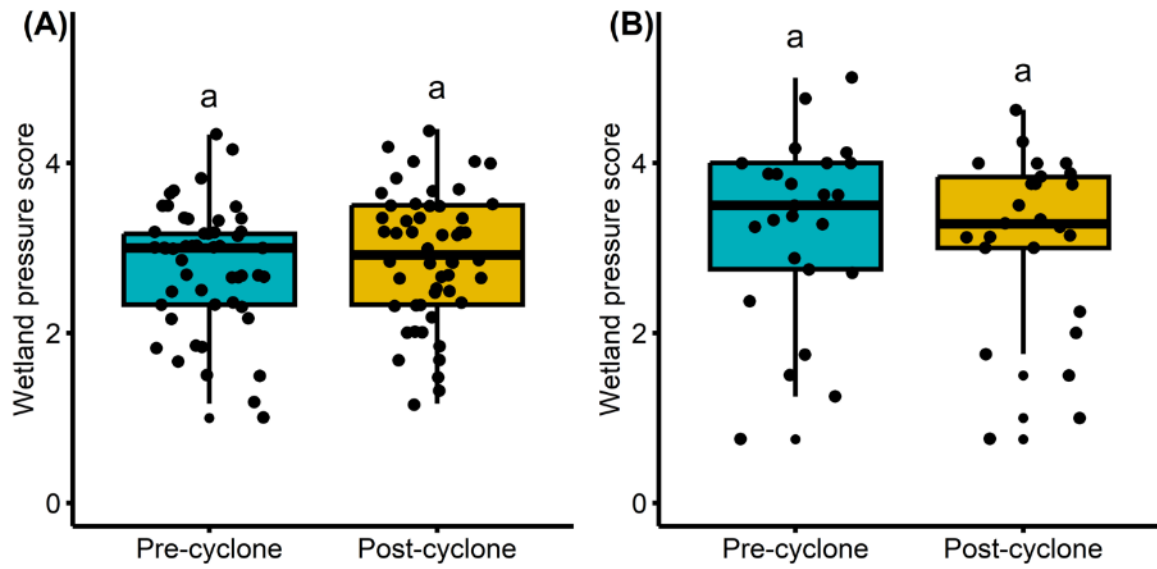 (A)
Wetland pressure score
4
2
0
a
a
Pre-cyclone
Post-cyclone
(B)
Wetland pressure score
4
2
0
a
a
Pre-cyclone
Post-cyclone